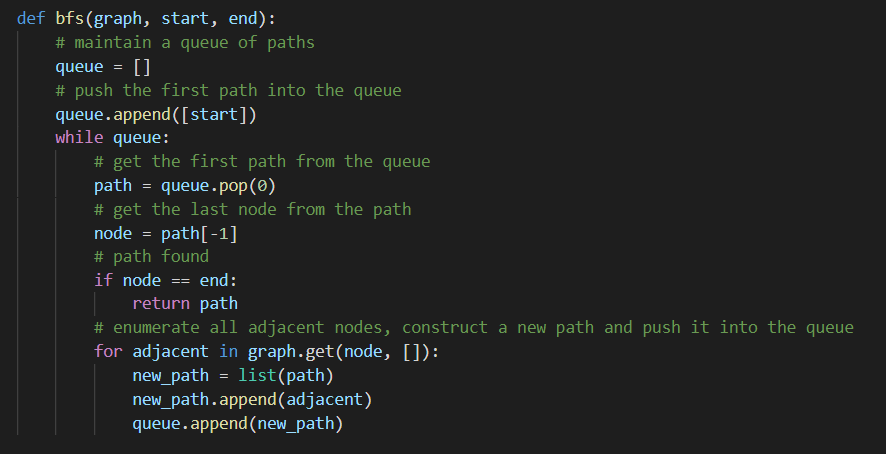 def bfs(graph, start, end):
    # maintain a queue of paths
    queue = []
    # push the first path into the queue
    queue.append([start])
    while queue:
        # get the first path from the queue
        path = queue.pop(0)
        # get the last node from the path
        node = path[-1]
        # path found
        if node == end:
            return path
        # enumerate all adjacent nodes, construct a new path and push it into the queue
        for adjacent in graph.get(node, []):
            new_path = list(path)
            new_path.append(adjacent)
            queue.append(new_path)